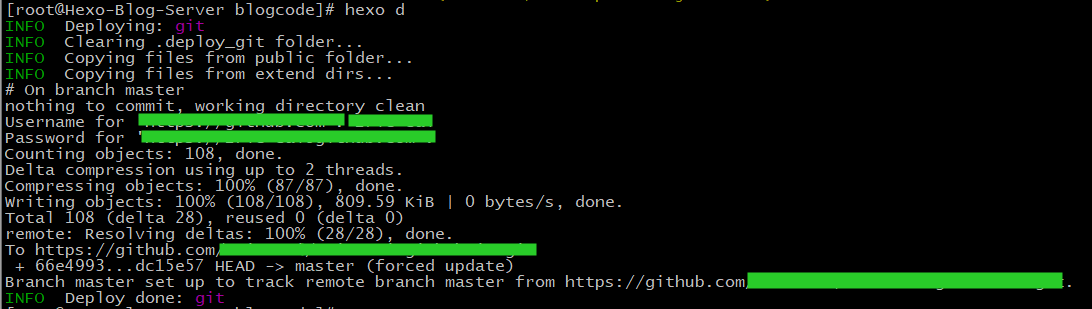 [root@Hexo-Blog-Server blogcode]# hexo d
INFO  Deploying: git
INFO  Clearing .deploy_git folder...
INFO  Copying files from public folder...
INFO  Copying files from extend dirs...
# On branch master
nothing to commit, working directory clean
Username for
Password for
Counting objects: 108, done.
Delta compression using up to 2 threads.
Compressing objects: 100% (87/87), done.
Writing objects: 100% (108/108), 809.59 KiB | 0 bytes/s, done.
Total 108 (delta 28), reused 0 (delta 0)
remote: Resolving deltas: 100% (28/28), done.
To https://github.com/
 + 66e4993...dc15e57 HEAD -> master (forced update)
Branch master set up to track remote branch master from https://github.com/
INFO  Deploy done: git